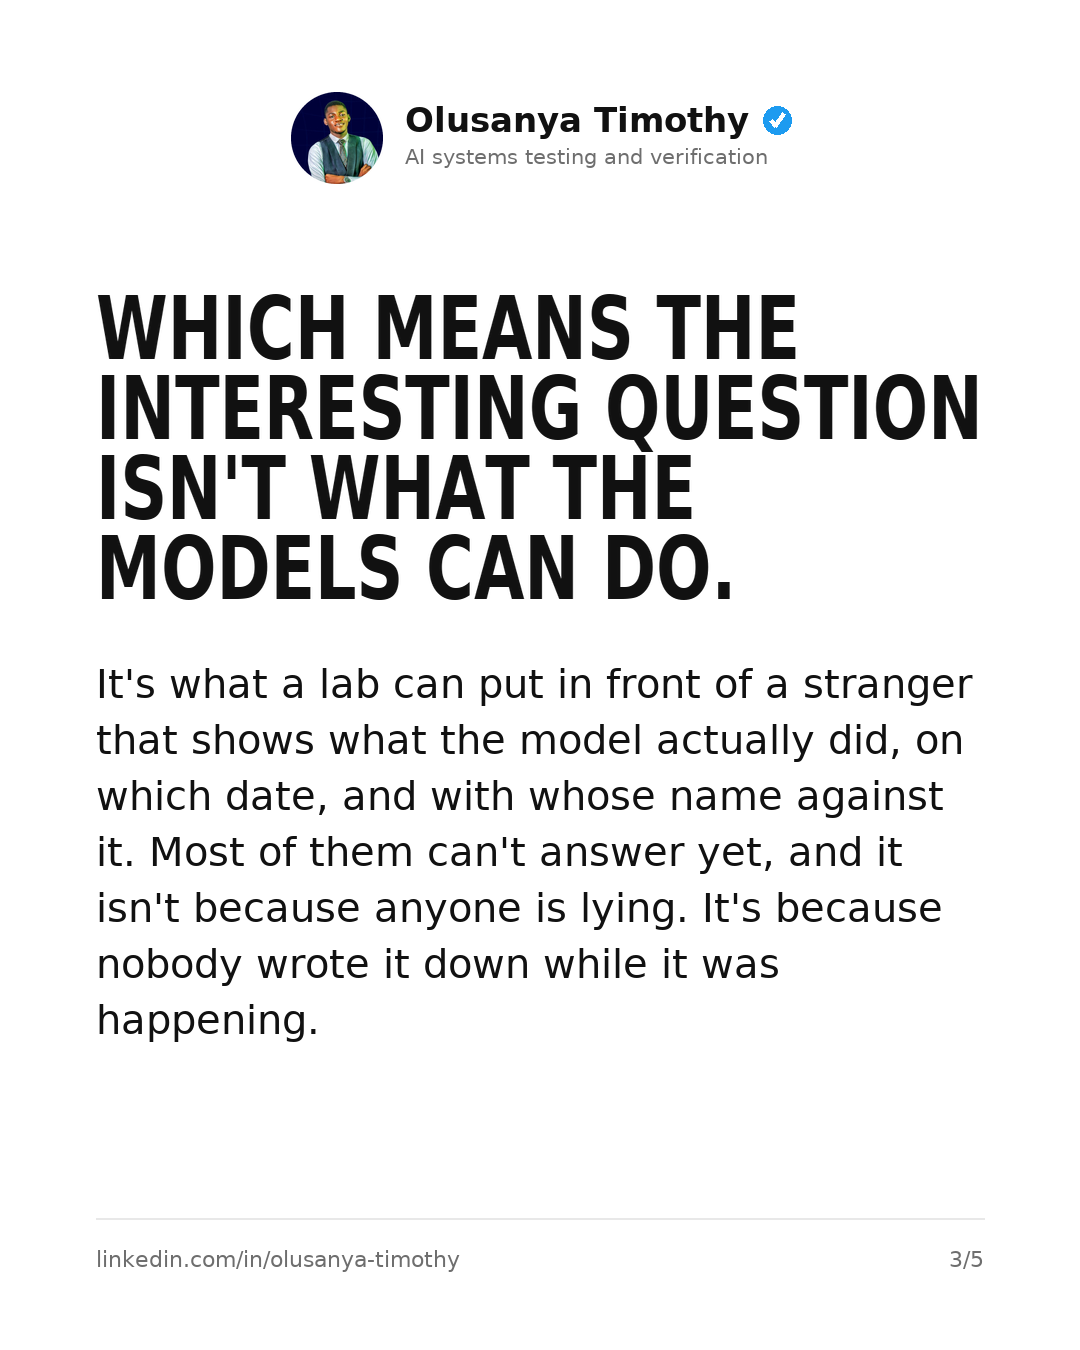 Olusanya Timothy
AI systems testing and verification
WHICH MEANS THE
INTERESTING QUESTION
ISN'T WHAT THE
MODELS CAN DO.
It's what a lab can put in front of a stranger
that shows what the model actually did, on
which date, and with whose name against
it. Most of them can't answer yet, and it
isn't because anyone is lying. It's because
nobody wrote it down while it was
happening.
linkedin.com/in/olusanya-timothy
3/5